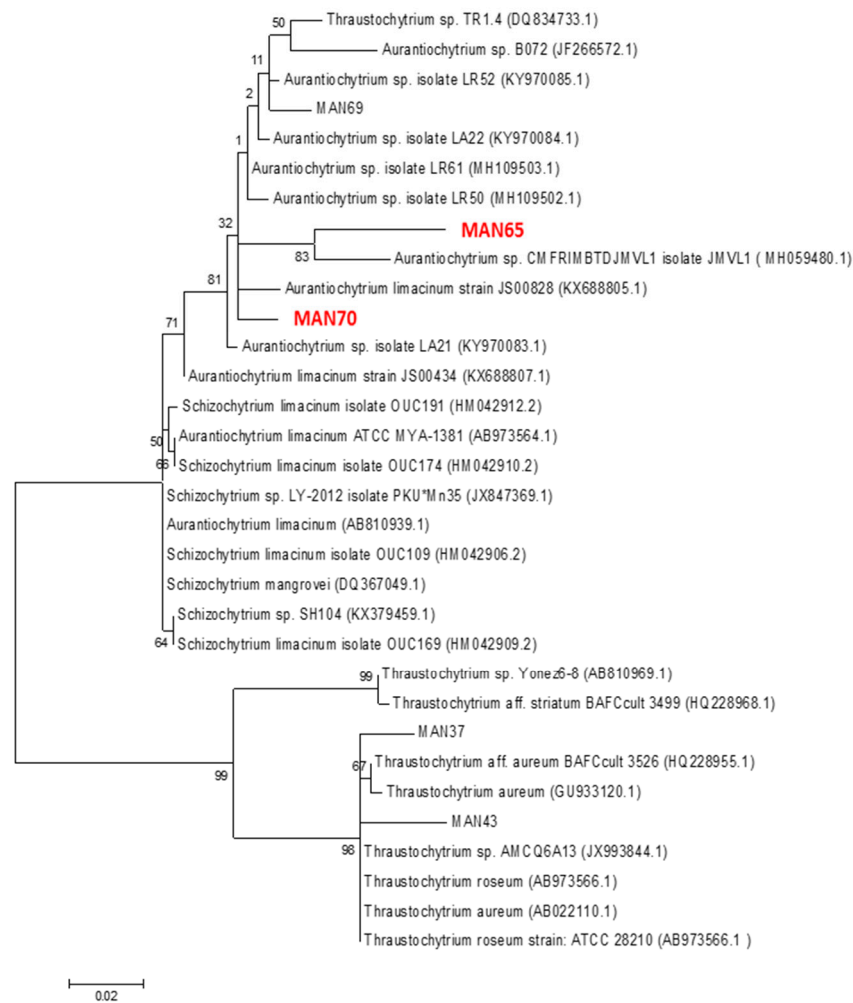 50
Thraustochytrium sp. TR1.4 (DQ834733.1)
Aurantiochytrium sp. B072 (JF266572.1)
11
Aurantiochytrium sp. isolate LR52 (KY970085.1)
2
MAN69
1
Aurantiochytrium sp. isolate LA22 (KY970084.1)
Aurantiochytrium sp. isolate LR61 (MH109503.1)
Aurantiochytrium sp. isolate LR50 (MH109502.1)
32
MAN65
83
Aurantiochytrium sp. CMFRIMBTDJMVL1 isolate JMVL1 ( MH059480.1)
81
Aurantiochytrium limacinum strain JS00828 (KX688805.1)
MAN70
71
Aurantiochytrium sp. isolate LA21 (KY970083.1)
Aurantiochytrium limacinum strain JS00434 (KX688807.1)
Schizochytrium limacinum isolate OUC191 (HM042912.2)
50
Aurantiochytrium limacinum ATCC MYA-1381 (AB973564.1)
66
Schizochytrium limacinum isolate OUC174 (HM042910.2)
Schizochytrium sp. LY-2012 isolate PKU*Mn35 (JX847369.1)
Aurantiochytrium limacinum (AB810939.1)
Schizochytrium limacinum isolate OUC109 (HM042906.2)
Schizochytrium mangrovei (DQ367049.1)
Schizochytrium sp. SH104 (KX379459.1)
64
Schizochytrium limacinum isolate OUC169 (HM042909.2)
99
Thraustochytrium sp. Yonez6-8 (AB810969.1)
Thraustochytrium aff. striatum BAFCcult 3499 (HQ228968.1)
MAN37
99
67
Thraustochytrium aff. aureum BAFCcult 3526 (HQ228955.1)
Thraustochytrium aureum (GU933120.1)
MAN43
98
Thraustochytrium sp. AMCQ6A13 (JX993844.1)
Thraustochytrium roseum (AB973566.1)
Thraustochytrium aureum (AB022110.1)
Thraustochytrium roseum strain: ATCC 28210 (AB973566.1 )
0.02